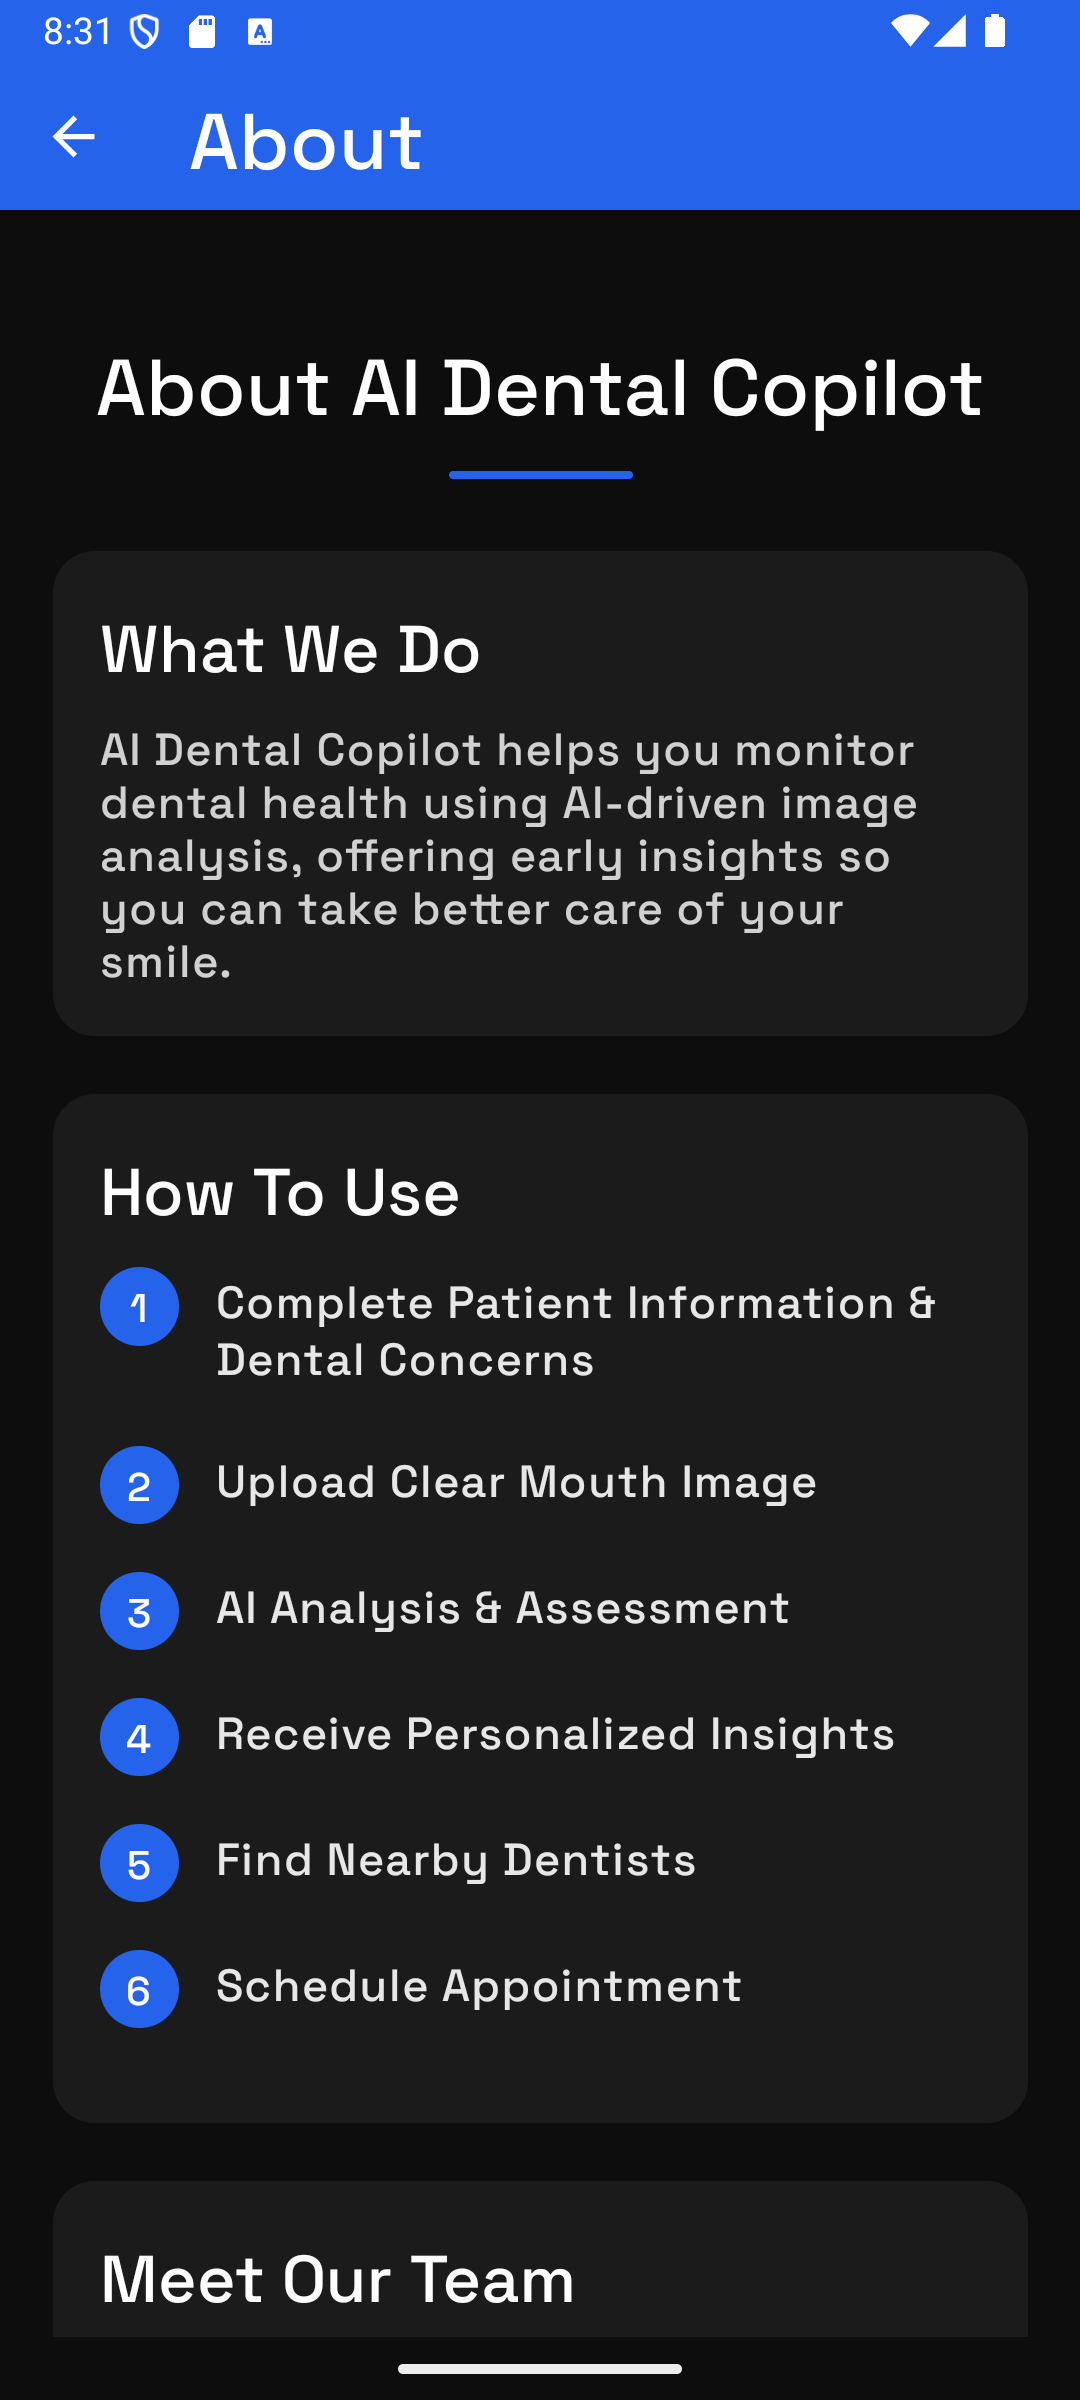 8:31
About
About AI Dental Copilot
What We Do
AI Dental Copilot helps you monitor
dental health using AI-driven image
analysis, offering early insights so
you can take better care of your
smile.
How To Use
1 Complete Patient Information &
Dental Concerns
2 Upload Clear Mouth Image
3 AI Analysis & Assessment
4 Receive Personalized Insights
5 Find Nearby Dentists
6 Schedule Appointment
Meet Our Team